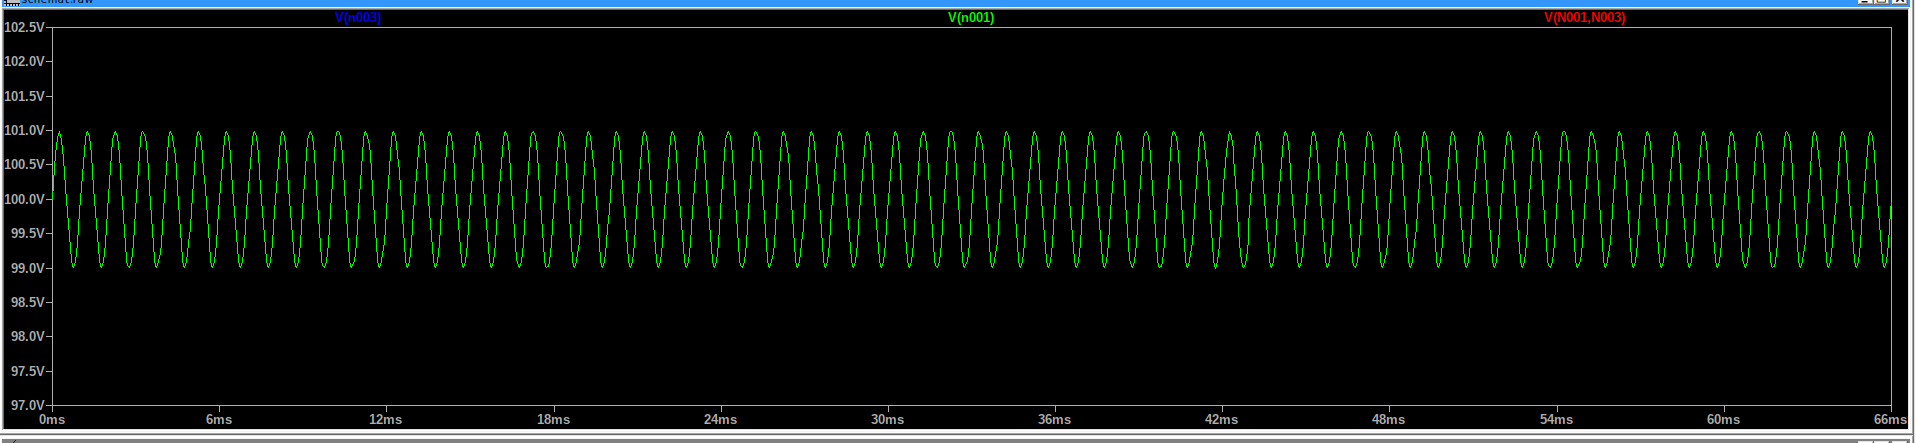 schemat.raw
V(n003) V(n001) V(N001,N003)
102.5V
102.0V
101.5V
101.0V
100.5V
100.0V
99.5V
99.0V
98.5V
98.0V
97.5V
97.0V
0ms 6ms 12ms 18ms 24ms 30ms 36ms 42ms 48ms 54ms 60ms 66ms